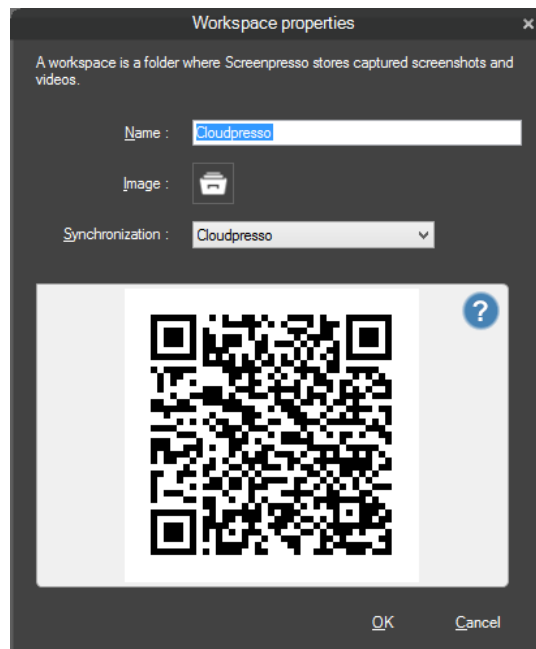 Workspace properties
A workspace is a folder where Screenpresso stores captured screenshots and
videos.
Name : Cloudpresso
Image :
Synchronization : Cloudpresso
?
OK Cancel